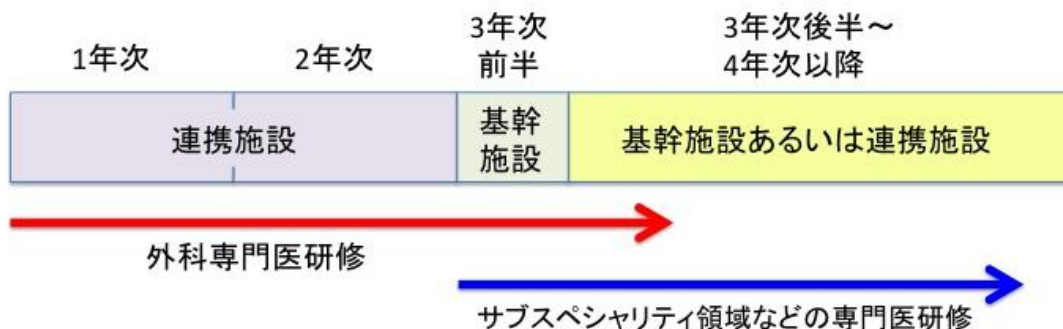 1年次
2年次
3年次
前半
3年次後半～
4年次以降
連携施設
基幹
施設
基幹施設あるいは連携施設
外科専門医研修
サブスペシャリティ領域などの専門医研修